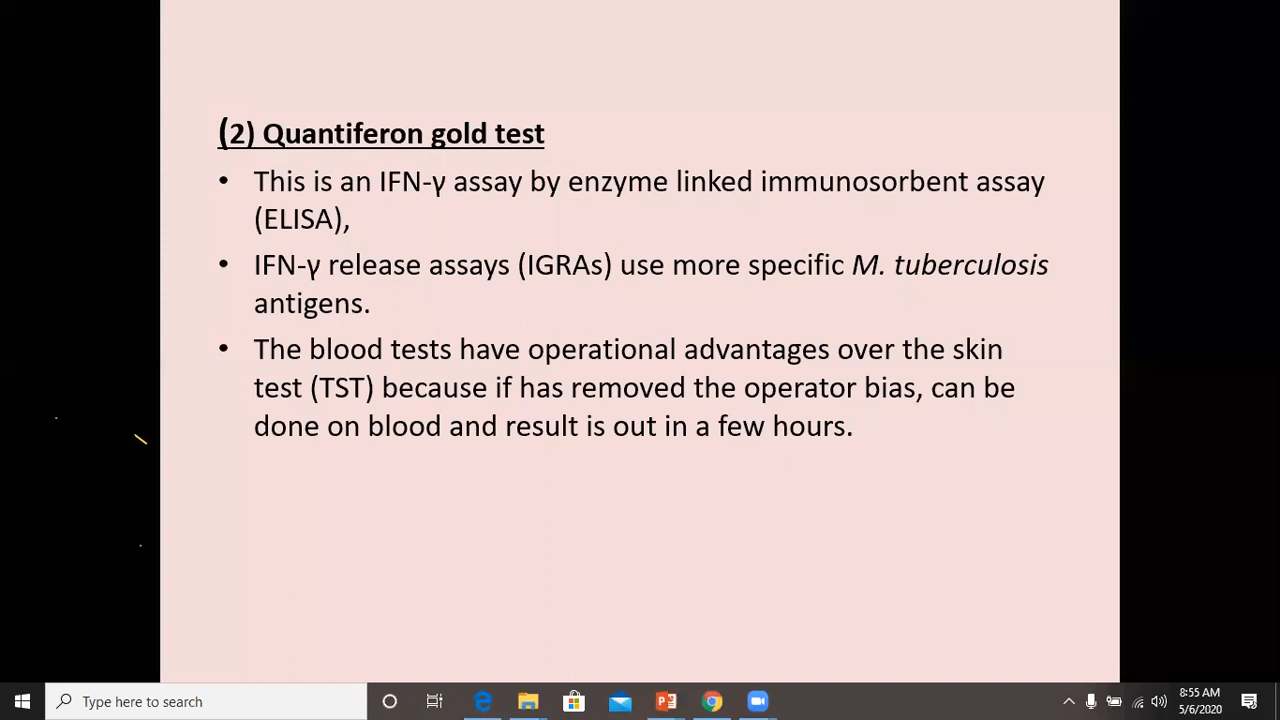 (2) Quantiferon gold test
• This is an IFN-γ assay by enzyme linked immunosorbent assay
(ELISA),
• IFN-γ release assays (IGRAs) use more specific M. tuberculosis
antigens.
• The blood tests have operational advantages over the skin
test (TST) because if has removed the operator bias, can be
done on blood and result is out in a few hours.
Type here to search
8:55 AM
5/6/2020